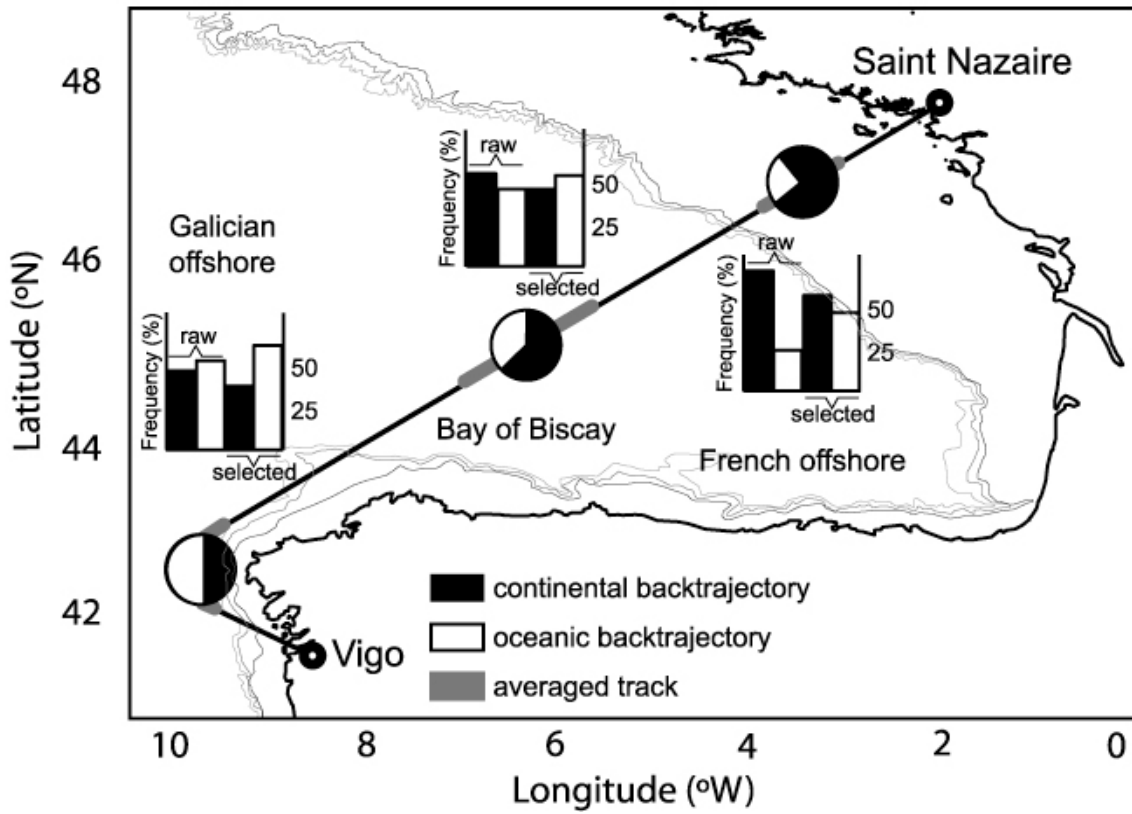 48
46
44
42
Latitude (ºN)
10
8
6
4
2
0
Longitude (ºW)
Saint Nazaire
Frequency (%)
raw
50
25
selected
Galician
offshore
Frequency (%)
raw
50
25
selected
Frequency (%)
raw
50
25
selected
Bay of Biscay
French offshore
Vigo
continental backtrajectory
oceanic backtrajectory
averaged track